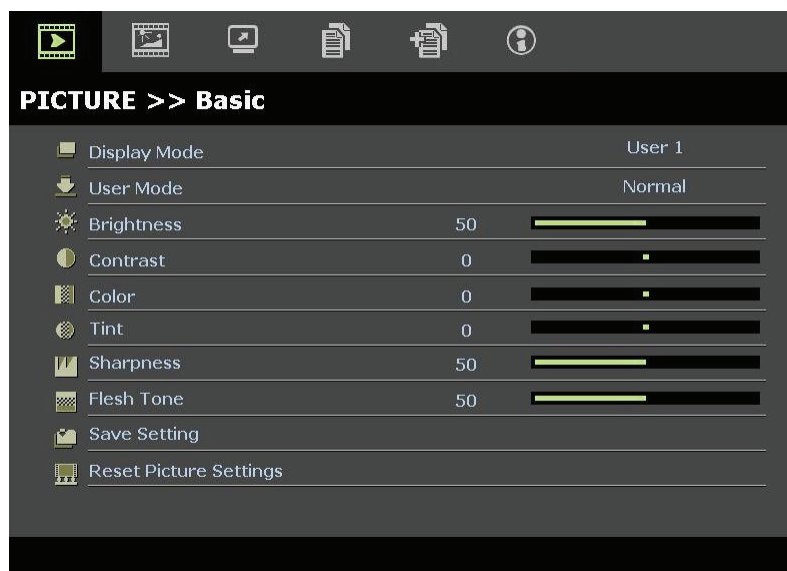 PICTURE >> Basic
Display Mode User 1
User Mode Normal
Brightness 50
Contrast 0
Color 0
Tint 0
Sharpness 50
Flesh Tone 50
Save Setting
Reset Picture Settings